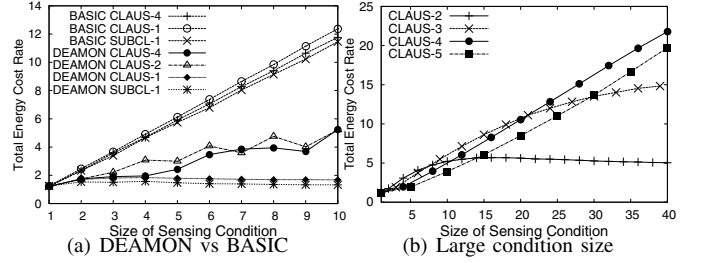 14
12
10
8
6
4
2
0
Total Energy Cost Rate
BASIC CLAUS-4
BASIC CLAUS-1
BASIC SUBCL-1
DEAMON CLAUS-4
DEAMON CLAUS-2
DEAMON CLAUS-1
DEAMON SUBCL-1
1 2 3 4 5 6 7 8 9 10
Size of Sensing Condition
(a) DEAMON vs BASIC
25
20
15
10
5
0
Total Energy Cost Rate
CLAUS-2
CLAUS-3
CLAUS-4
CLAUS-5
5 10 15 20 25 30 35 40
Size of Sensing Condition
(b) Large condition size